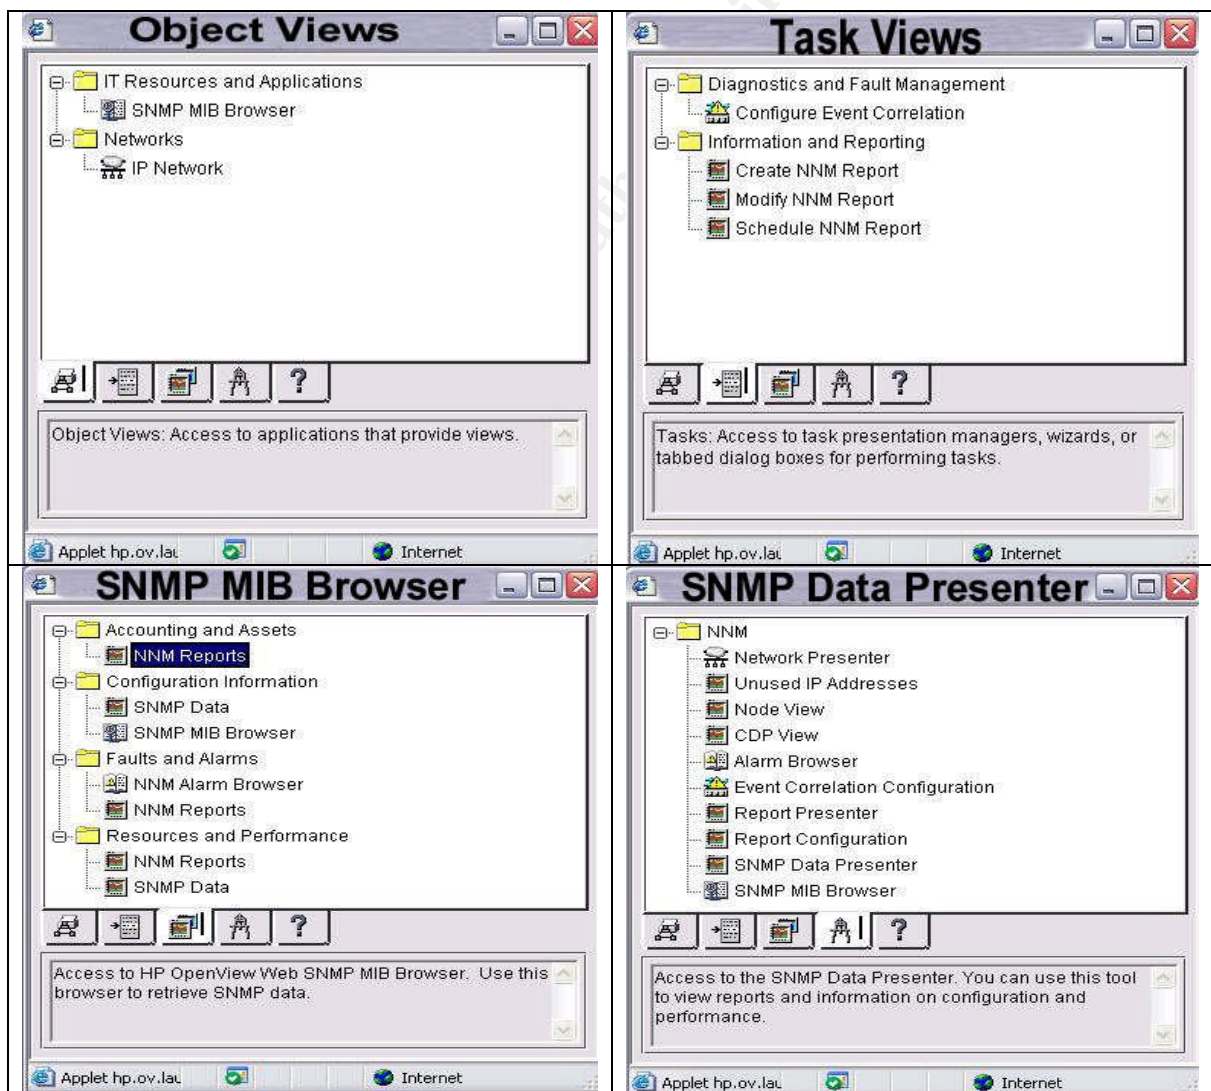 Object Views
IT Resources and Applications
SNMP MIB Browser
Networks
IP Network
?
Object Views: Access to applications that provide views.
Applet hp.ov.lau
Internet
Task Views
Diagnostics and Fault Management
Configure Event Correlation
Information and Reporting
Create NNM Report
Modify NNM Report
Schedule NNM Report
?
Tasks: Access to task presentation managers, wizards, or
tabbed dialog boxes for performing tasks.
Applet hp.ov.lau
Internet
SNMP MIB Browser
Accounting and Assets
NNM Reports
Configuration Information
SNMP Data
SNMP MIB Browser
Faults and Alarms
NNM Alarm Browser
NNM Reports
Resources and Performance
NNM Reports
SNMP Data
?
Access to HP OpenView Web SNMP MIB Browser. Use this
browser to retrieve SNMP data.
Applet hp.ov.lau
Internet
SNMP Data Presenter
NNM
Network Presenter
Unused IP Addresses
Node View
CDP View
Alarm Browser
Event Correlation Configuration
Report Presenter
Report Configuration
SNMP Data Presenter
SNMP MIB Browser
?
Access to the SNMP Data Presenter. You can use this tool
to view reports and information on configuration and
performance.
Applet hp.ov.lau
Internet